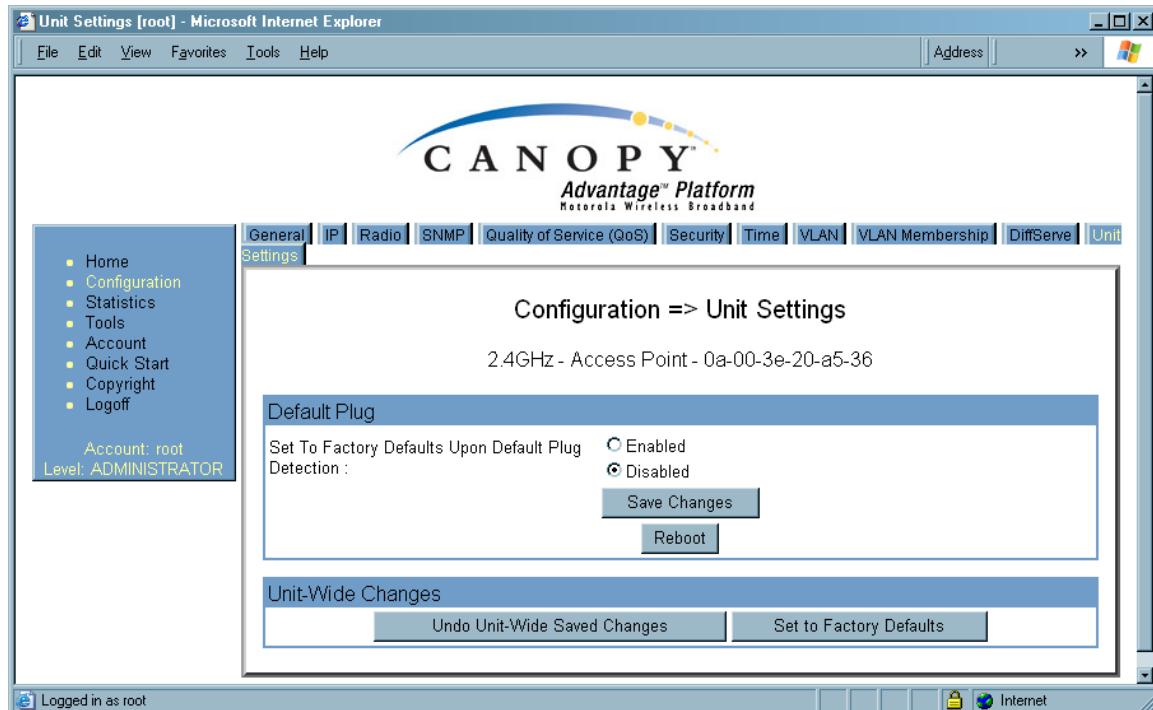 Unit Settings [root] - Microsoft Internet Explorer
File Edit View Favorites Tools Help
Address »
CANOPY™
Advantage™ Platform
Motorola Wireless Broadband
General IP Radio SNMP Quality of Service (QoS) Security Time VLAN VLAN Membership DiffServe Unit
Settings
Home
Configuration
Statistics
Tools
Account
Quick Start
Copyright
Logoff
Account: root
Level: ADMINISTRATOR
Configuration => Unit Settings
2.4GHz - Access Point - 0a-00-3e-20-a5-36
Default Plug
Set To Factory Defaults Upon Default Plug
Detection :
Enabled
Disabled
Save Changes
Reboot
Unit-Wide Changes
Undo Unit-Wide Saved Changes Set to Factory Defaults
Logged in as root Internet